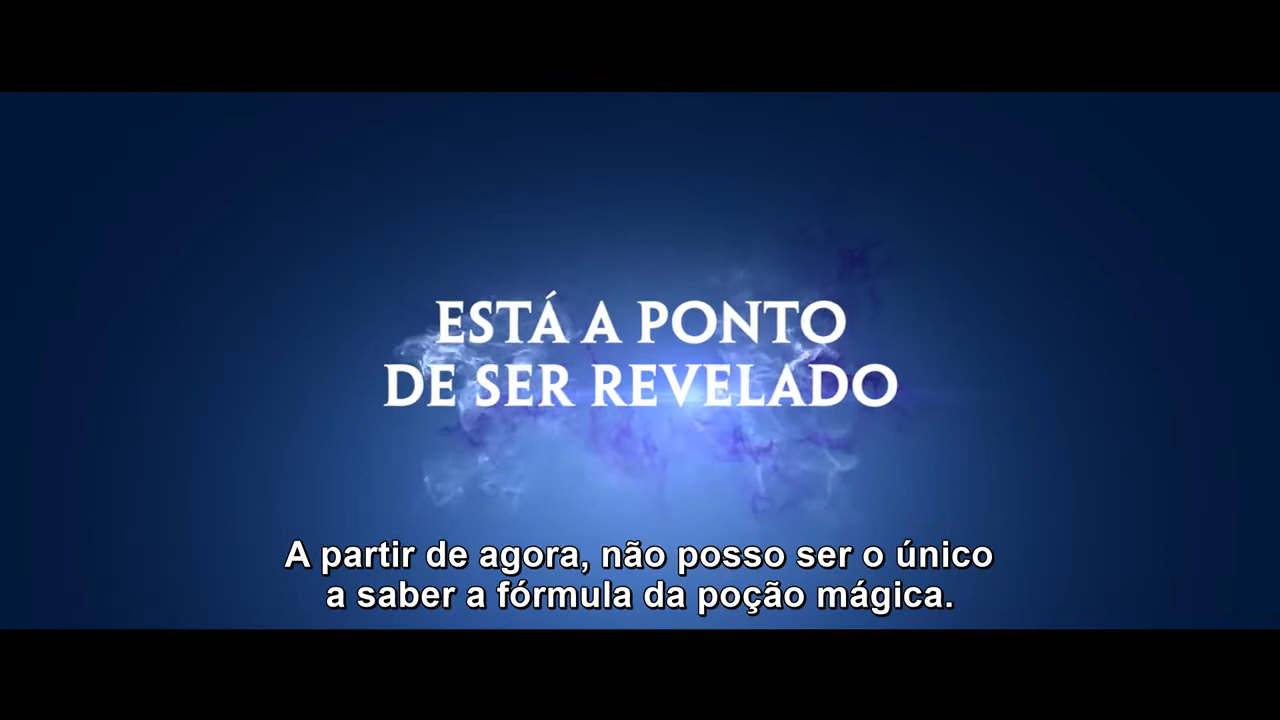 ESTÁ A PONTO
DE SER REVELADO
A partir de agora, não posso ser o único
a saber a fórmula da poção mágica.